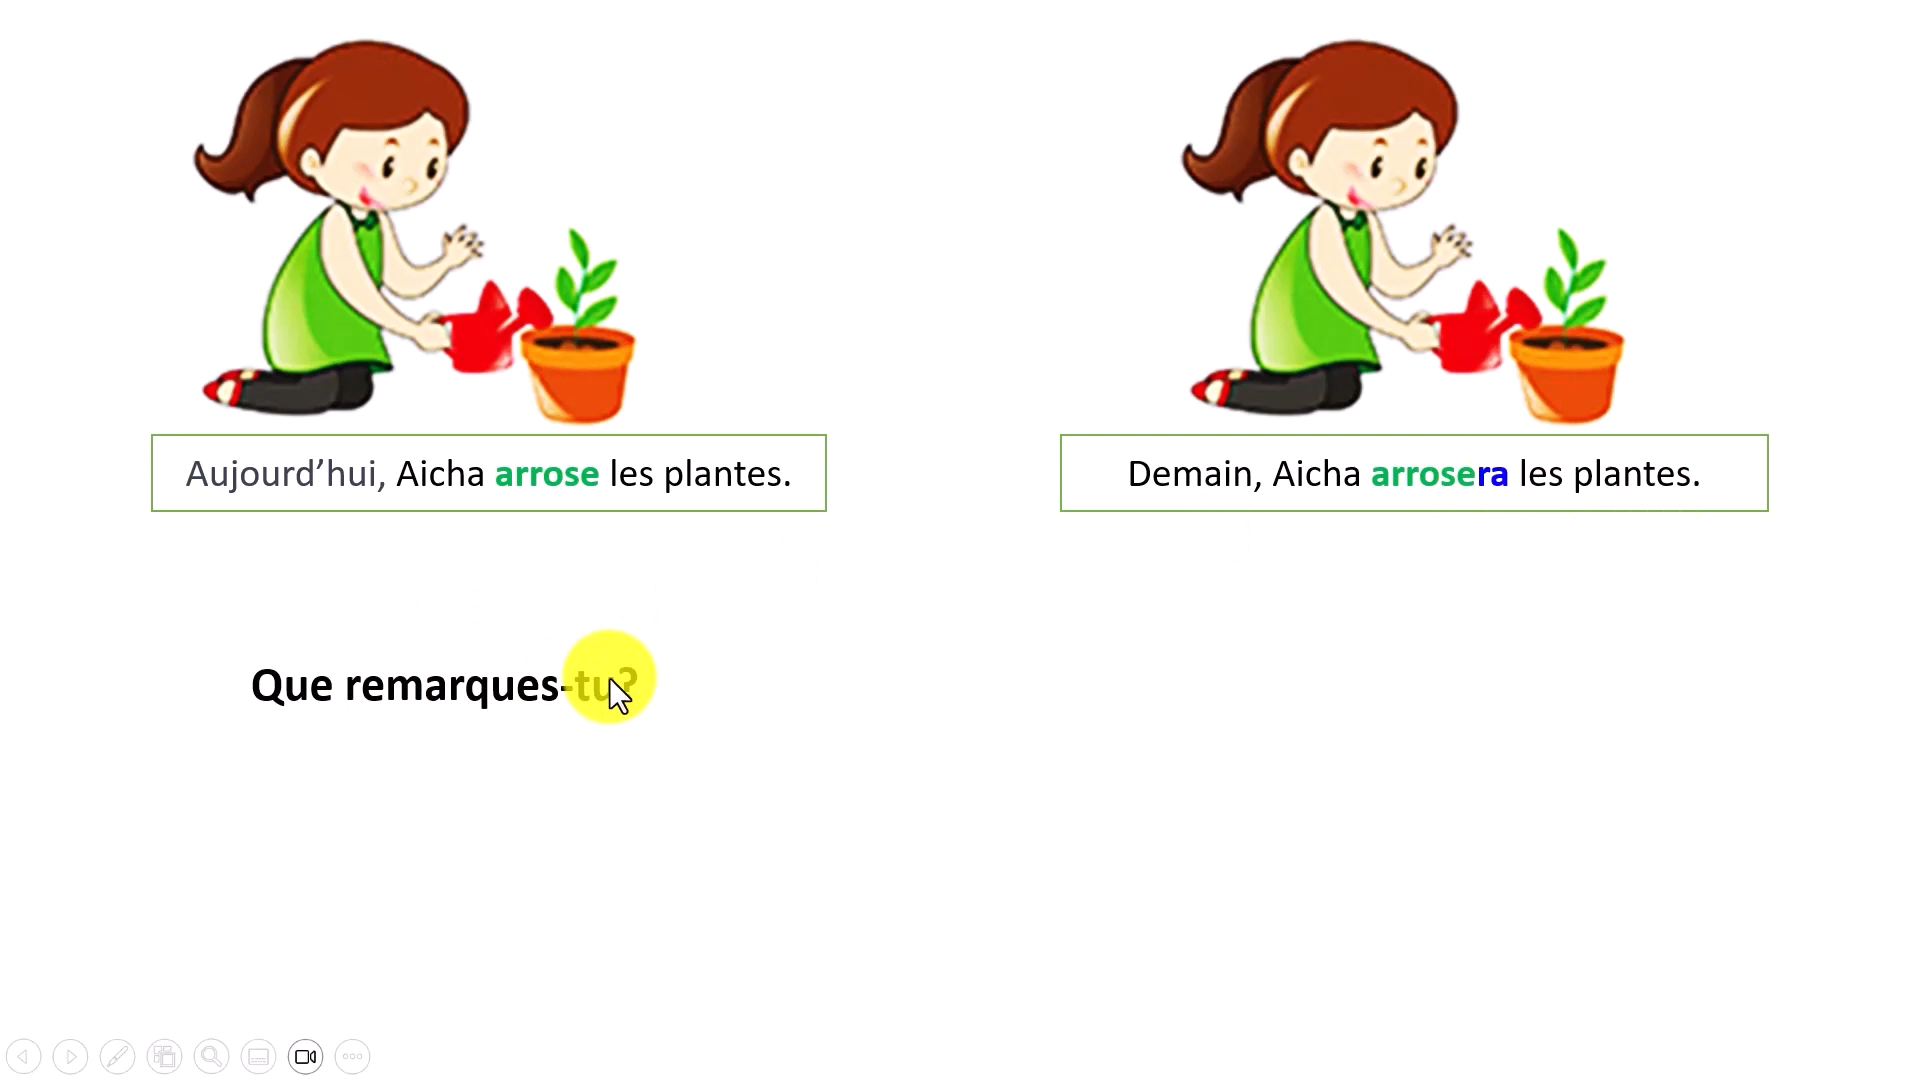 Aujourd’hui, Aicha arrose les plantes.
Demain, Aicha arrosera les plantes.
Que remarques-tu?